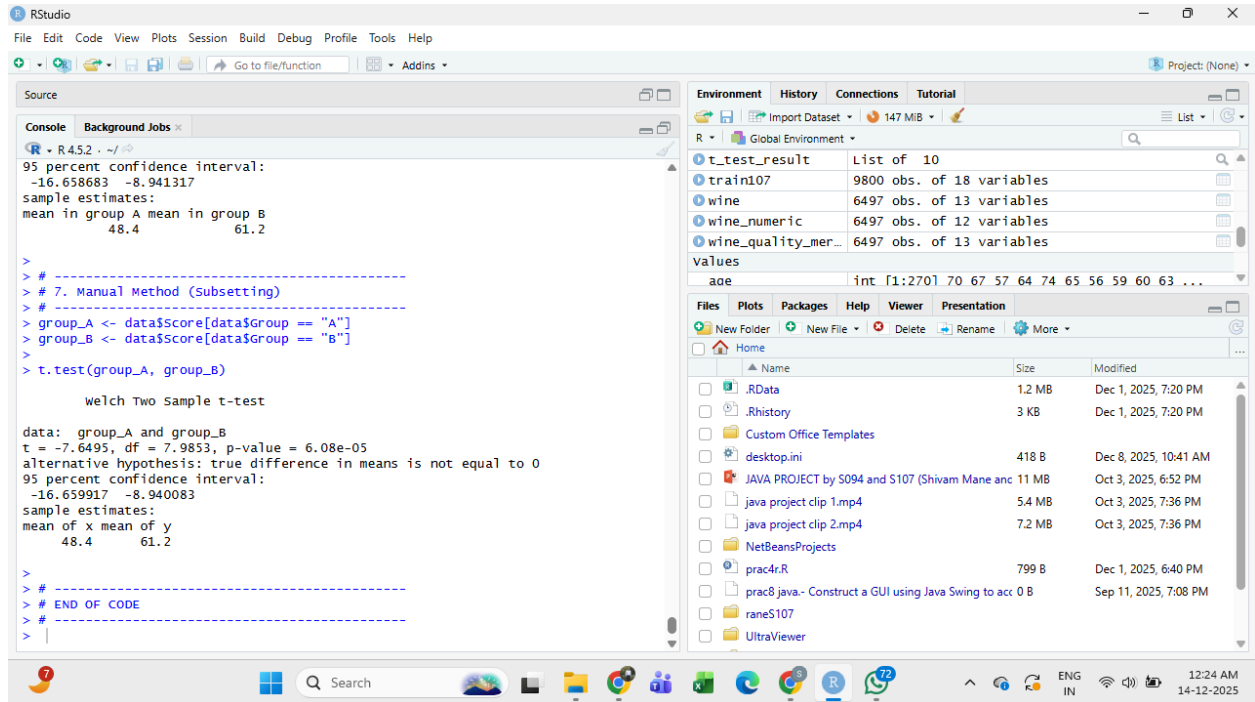 RStudio
File Edit Code View Plots Session Build Debug Profile Tools Help
Go to file/function Addins Project: (None)
Source
Console Background Jobs
R 4.5.2 · ~/
95 percent confidence interval:
 -16.658683  -8.941317
sample estimates:
mean in group A mean in group B
           48.4            61.2
>
> # ---------------------------------------------
> # 7. Manual Method (Subsetting)
> # ---------------------------------------------
> group_A <- data$Score[data$Group == "A"]
> group_B <- data$Score[data$Group == "B"]
>
> t.test(group_A, group_B)
        Welch Two Sample t-test
data:  group_A and group_B
t = -7.6495, df = 7.9853, p-value = 6.08e-05
alternative hypothesis: true difference in means is not equal to 0
95 percent confidence interval:
 -16.659917  -8.940083
sample estimates:
mean of x mean of y
     48.4      61.2
>
> # ---------------------------------------------
> # END OF CODE
> # ---------------------------------------------
>
Environment History Connections Tutorial
Import Dataset 147 MiB List
R Global Environment
t_test_result List of 10
train107 9800 obs. of 18 variables
wine 6497 obs. of 13 variables
wine_numeric 6497 obs. of 12 variables
wine_quality_mer… 6497 obs. of 13 variables
Values
age int [1:270] 70 67 57 64 74 65 56 59 60 63 ...
Files Plots Packages Help Viewer Presentation
New Folder New File Delete Rename More
Home ...
Name Size Modified
.RData 1.2 MB Dec 1, 2025, 7:20 PM
.Rhistory 3 KB Dec 1, 2025, 7:20 PM
Custom Office Templates
desktop.ini 418 B Dec 8, 2025, 10:41 AM
JAVA PROJECT by S094 and S107 (Shivam Mane anc 11 MB Oct 3, 2025, 6:52 PM
java project clip 1.mp4 5.4 MB Oct 3, 2025, 7:36 PM
java project clip 2.mp4 7.2 MB Oct 3, 2025, 7:36 PM
NetBeansProjects
prac4r.R 799 B Dec 1, 2025, 6:40 PM
prac8 java.- Construct a GUI using Java Swing to acc 0 B Sep 11, 2025, 7:08 PM
raneS107
UltraViewer
7 Search 72 ENG 12:24 AM
IN 14-12-2025